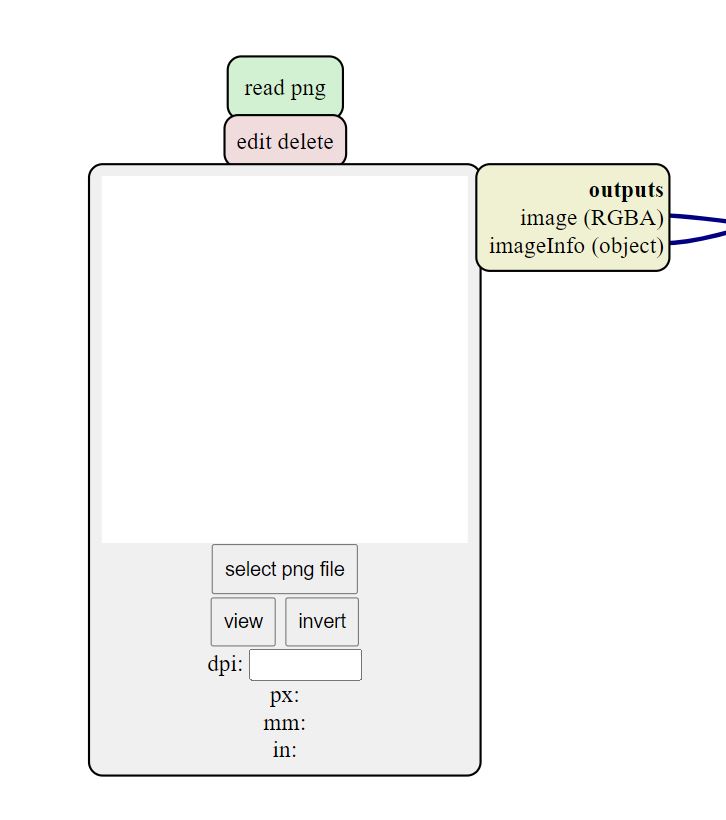 read png
edit delete
outputs
image (RGBA)
imageInfo (object)
select png file
view invert
dpi:
px:
mm:
in: